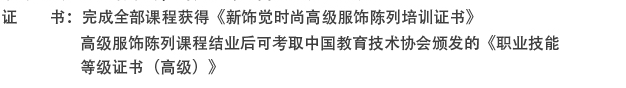 证　　书：完成全部课程获得《新饰觉时尚高级服饰陈列培训证书》
高级服饰陈列课程结业后可考取中国教育技术协会颁发的《职业技能
等级证书（高级）》